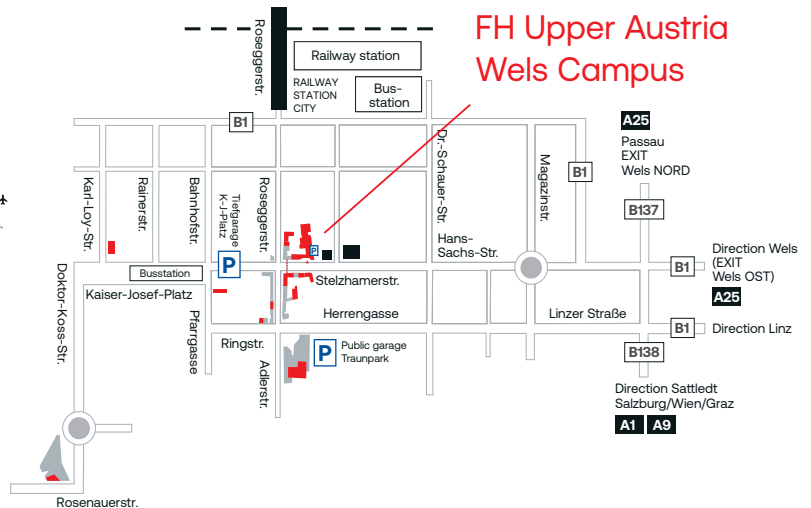 FH Upper Austria
Wels Campus
Roseggerstr.
Railway station
RAILWAY
STATION
CITY
Bus-
station
B1
A25
Passau
EXIT
Wels NORD
B1
B137
Karl-Loy-Str.
Rainerstr.
Bahnhofstr.
Tiefgarage
K-J-Platz
Roseggerstr.
Dr.-Schauer-Str.
Magazinstr.
P
Hans-
Sachs-Str.
Direction Wels
(EXIT
Wels OST)
A25
B1
P
Busstation
Stelzhamerstr.
Doktor-Koss-Str.
Kaiser-Josef-Platz
Herrengasse
Linzer Straße
B1
Direction Linz
Pfarrgasse
Ringstr.
Adlerstr.
P
Public garage
Traunpark
B138
Direction Sattledt
Salzburg/Wien/Graz
A1
A9
Rosenauerstr.